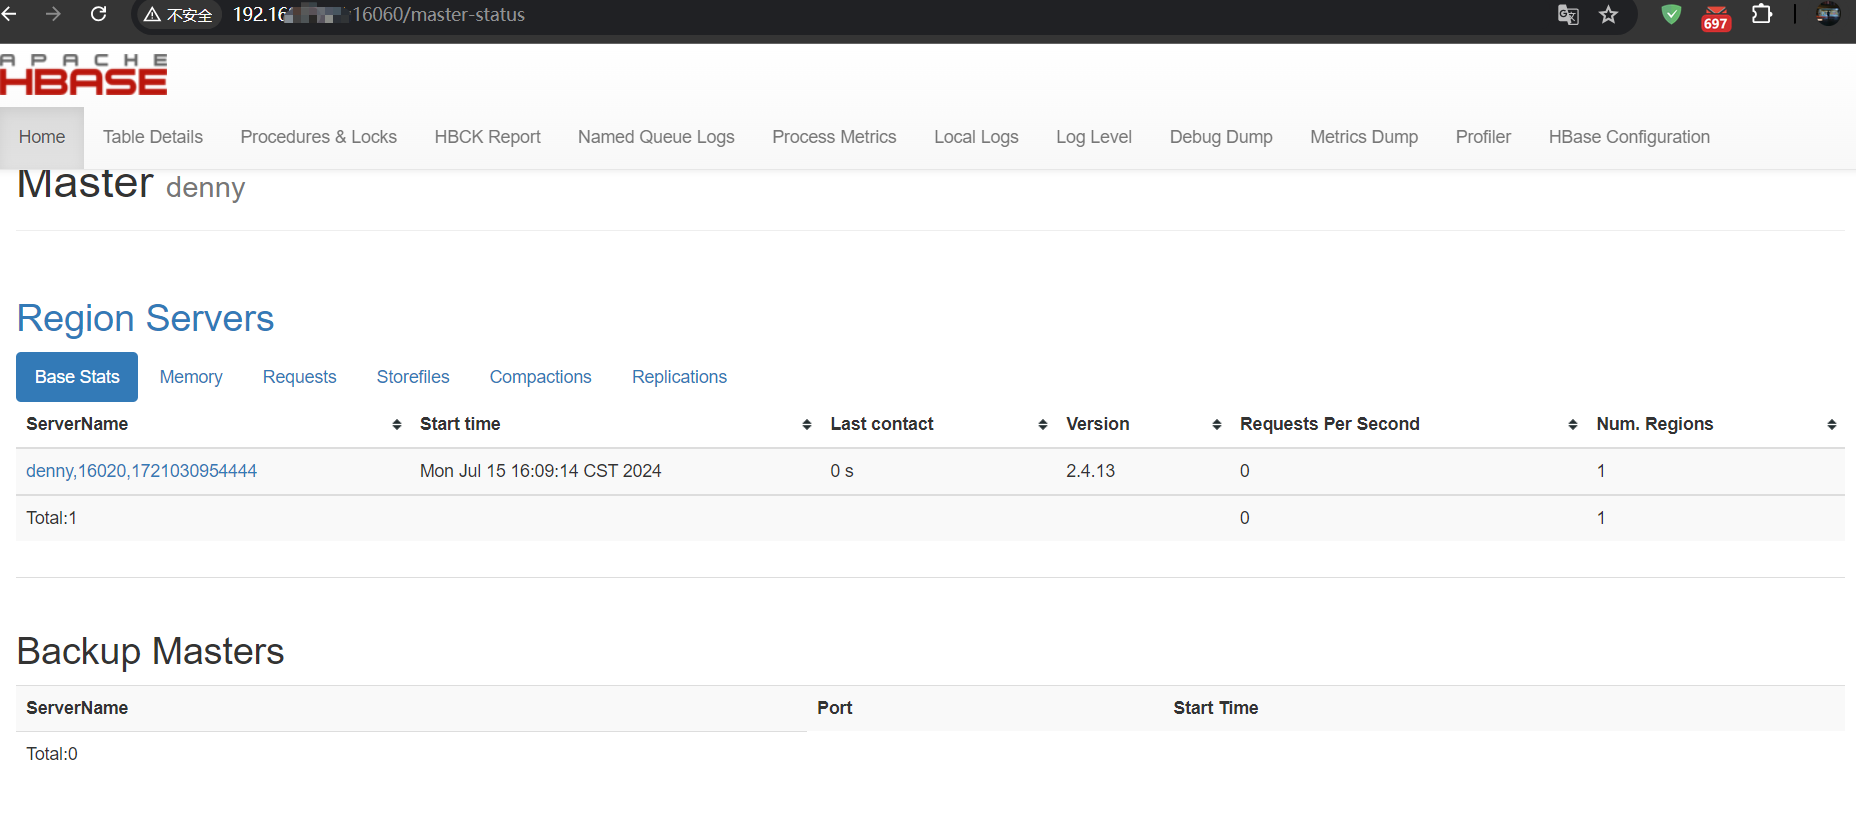 不安全 192.16 16060/master-status
697
APACHE
HBASE
Home Table Details Procedures & Locks HBCK Report Named Queue Logs Process Metrics Local Logs Log Level Debug Dump Metrics Dump Profiler HBase Configuration
Master denny
Region Servers
Base Stats Memory Requests Storefiles Compactions Replications
ServerName Start time Last contact Version Requests Per Second Num. Regions
denny,16020,1721030954444 Mon Jul 15 16:09:14 CST 2024 0 s 2.4.13 0 1
Total:1 0 1
Backup Masters
ServerName Port Start Time
Total:0